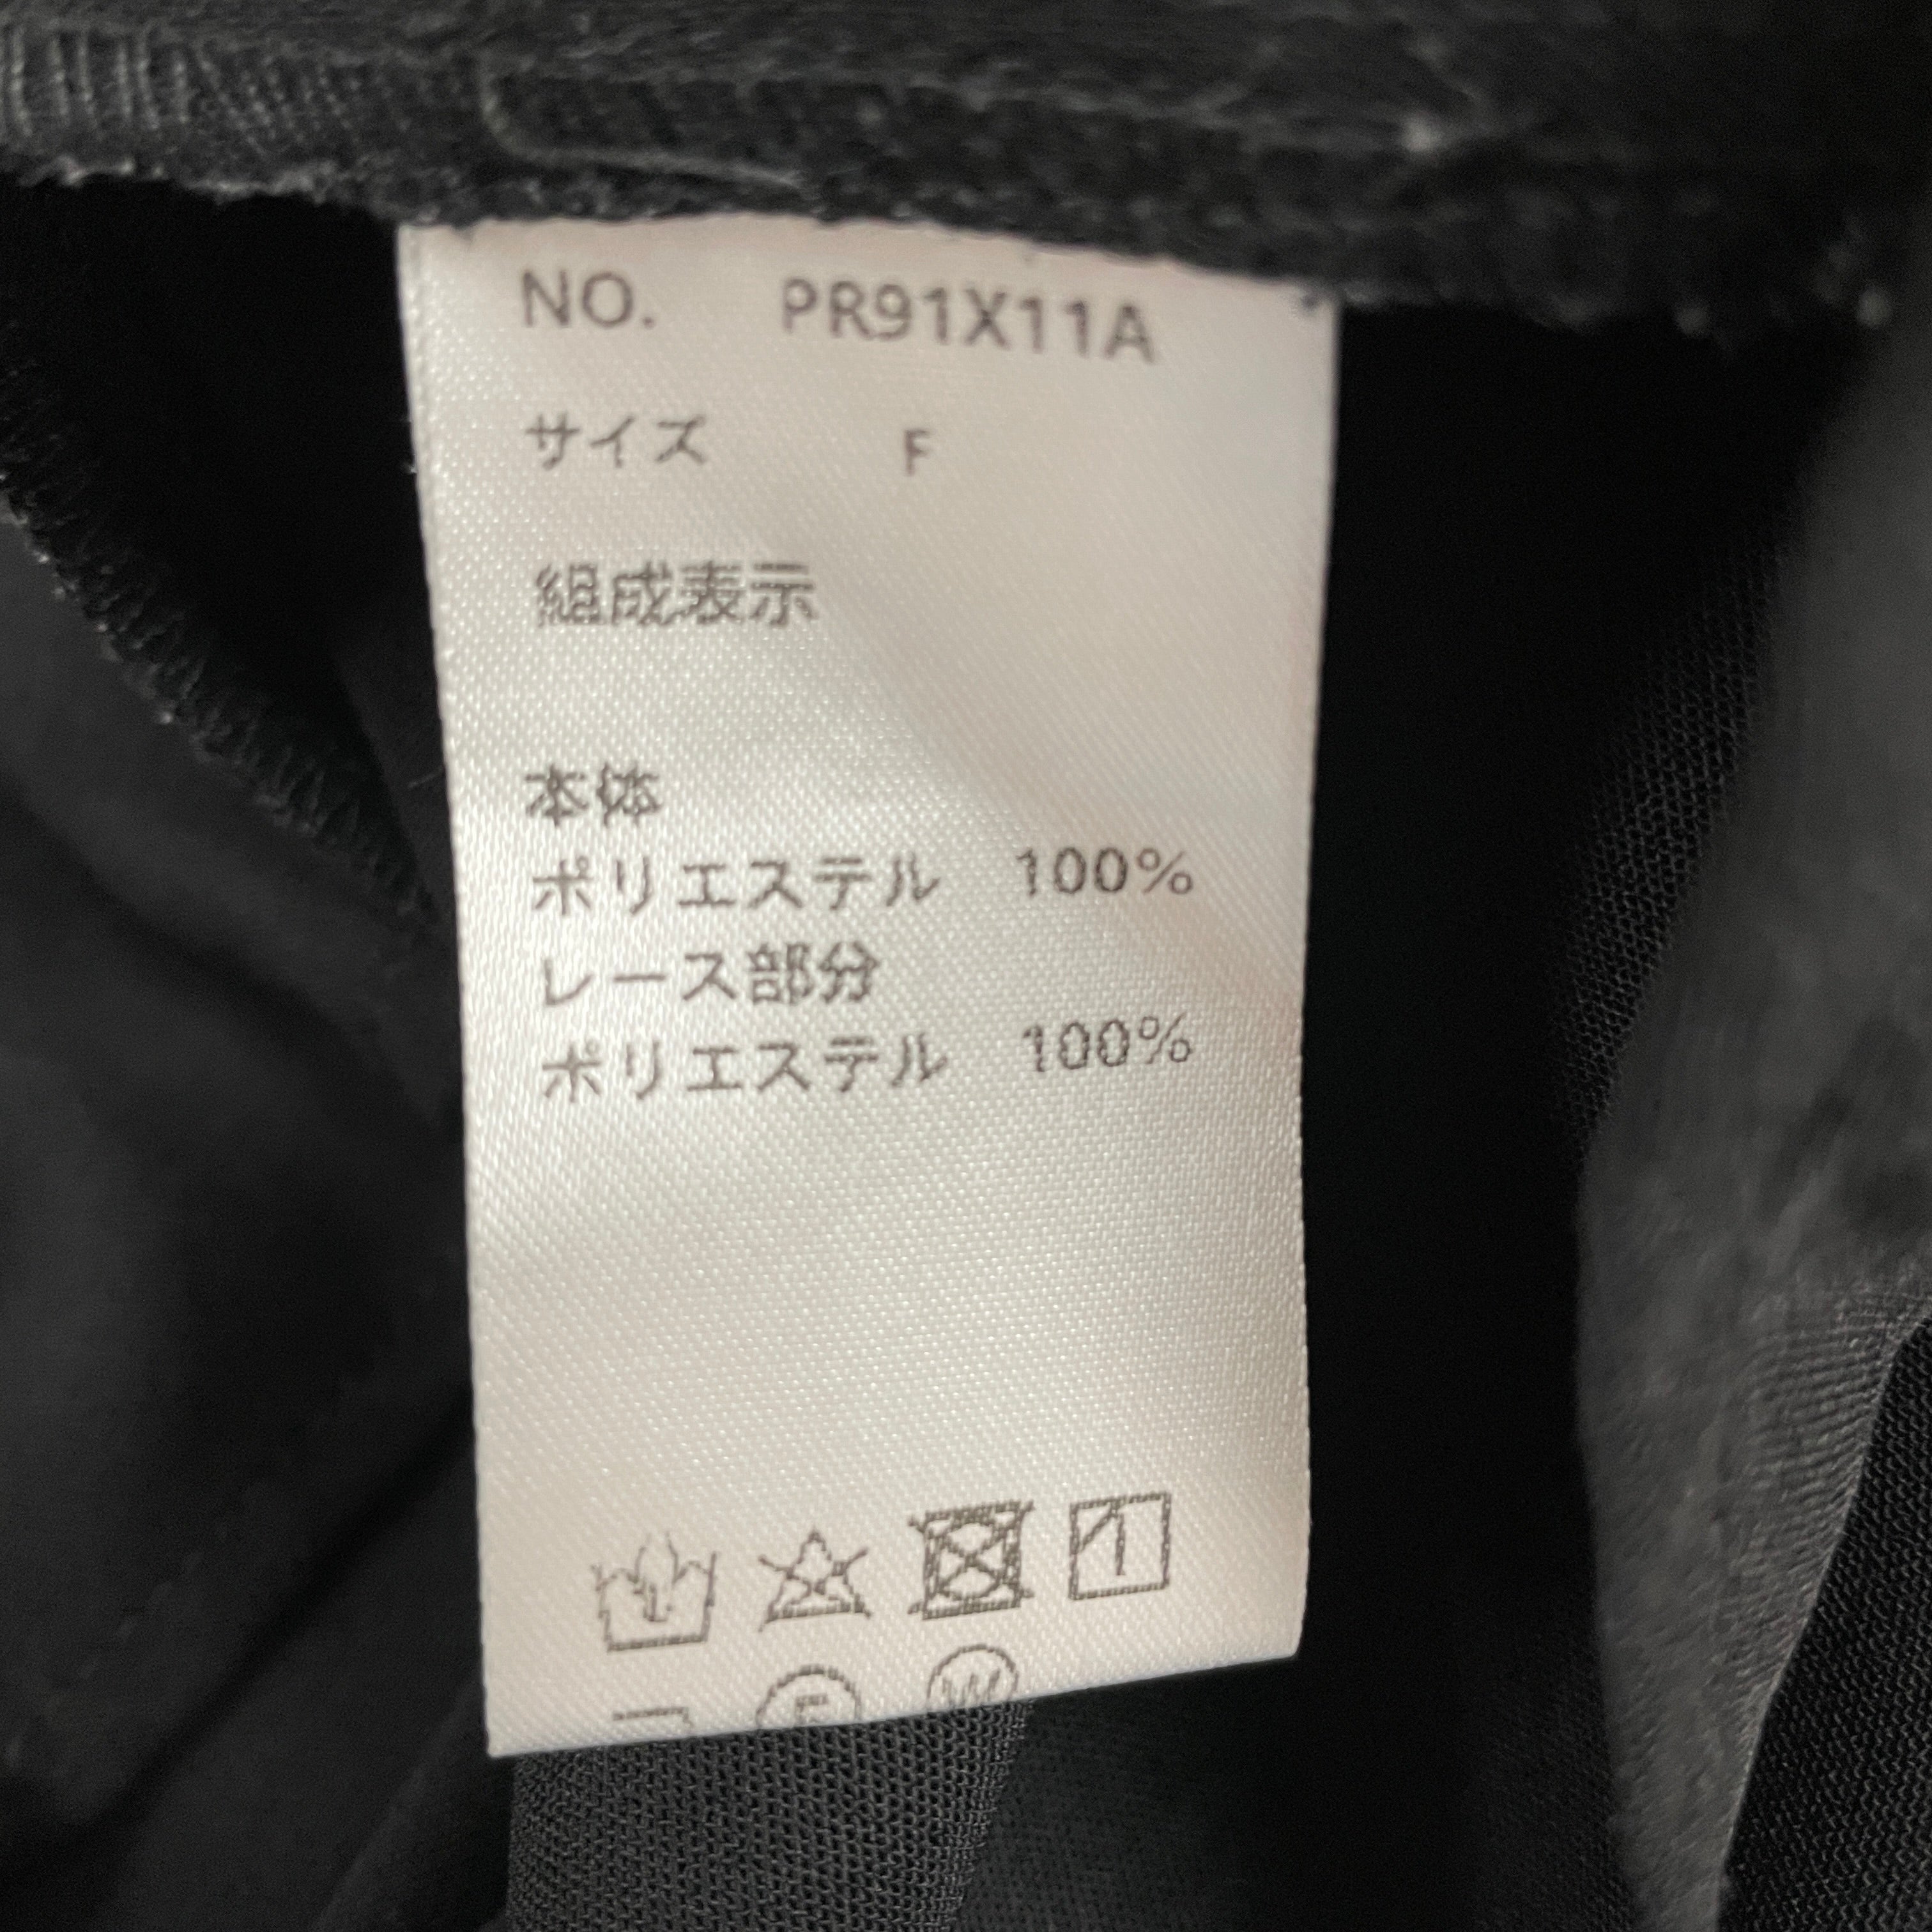 NO. PR91X11A
サイズ F
組成表示
本体
ポリエステル 100%
レース部分
ポリエステル 100%
F W